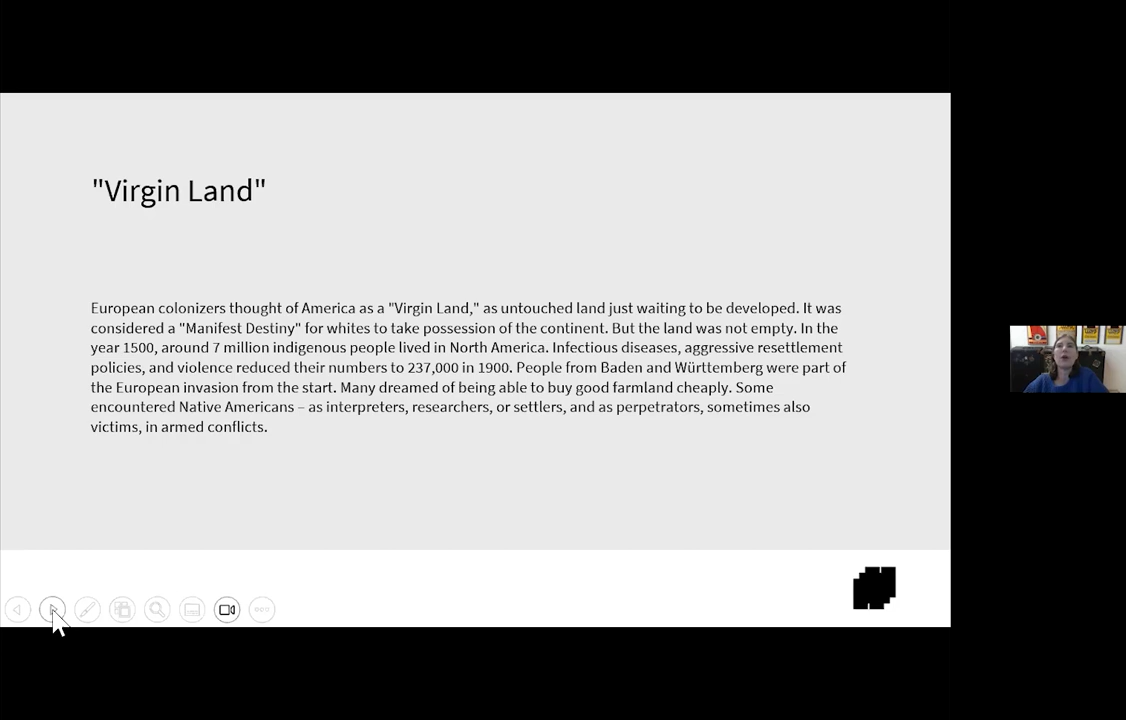 "Virgin Land"
European colonizers thought of America as a "Virgin Land," as untouched land just waiting to be developed. It was
considered a "Manifest Destiny" for whites to take possession of the continent. But the land was not empty. In the
year 1500, around 7 million indigenous people lived in North America. Infectious diseases, aggressive resettlement
policies, and violence reduced their numbers to 237,000 in 1900. People from Baden and Württemberg were part of
the European invasion from the start. Many dreamed of being able to buy good farmland cheaply. Some
encountered Native Americans – as interpreters, researchers, or settlers, and as perpetrators, sometimes also
victims, in armed conflicts.